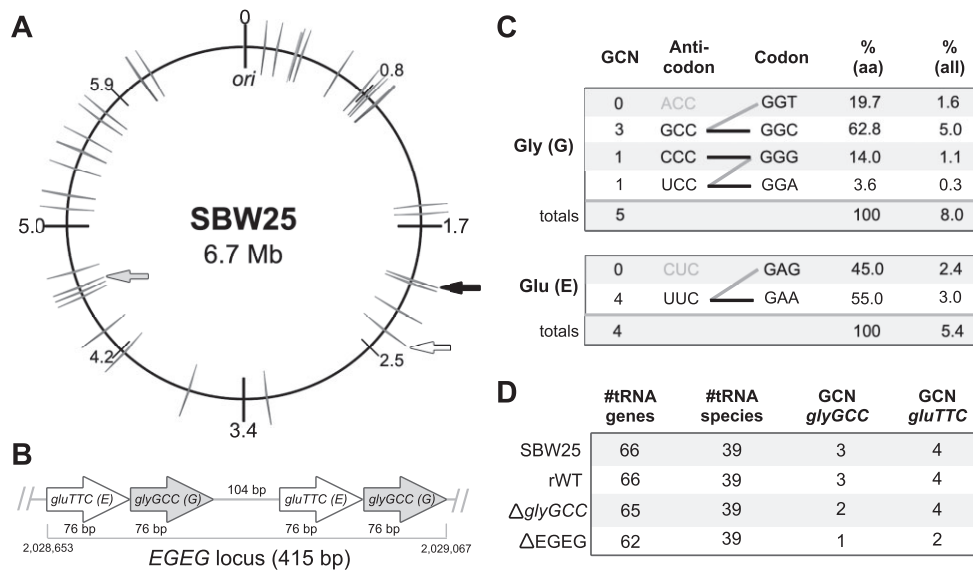 A
0
ori
0.8
1.7
2.5
3.4
4.2
5.0
5.9
SBW25
6.7 Mb
B
gluTTC (E) glyGCC (G) 104 bp gluTTC (E) glyGCC (G)
76 bp 76 bp 76 bp 76 bp
2,028,653 2,029,067
EGEG locus (415 bp)
C
GCN Anti-codon Codon % (aa) % (all)
Gly (G)
0 ACC GGT 19.7 1.6
3 GCC GGC 62.8 5.0
1 CCC GGG 14.0 1.1
1 UCC GGA 3.6 0.3
totals 5 100 8.0
Glu (E)
0 CUC GAG 45.0 2.4
4 UUC GAA 55.0 3.0
totals 4 100 5.4
D
#tRNA #tRNA GCN GCN
genes species glyGCC gluTTC
SBW25 66 39 3 4
rWT 66 39 3 4
ΔglyGCC 65 39 2 4
ΔEGEG 62 39 1 2